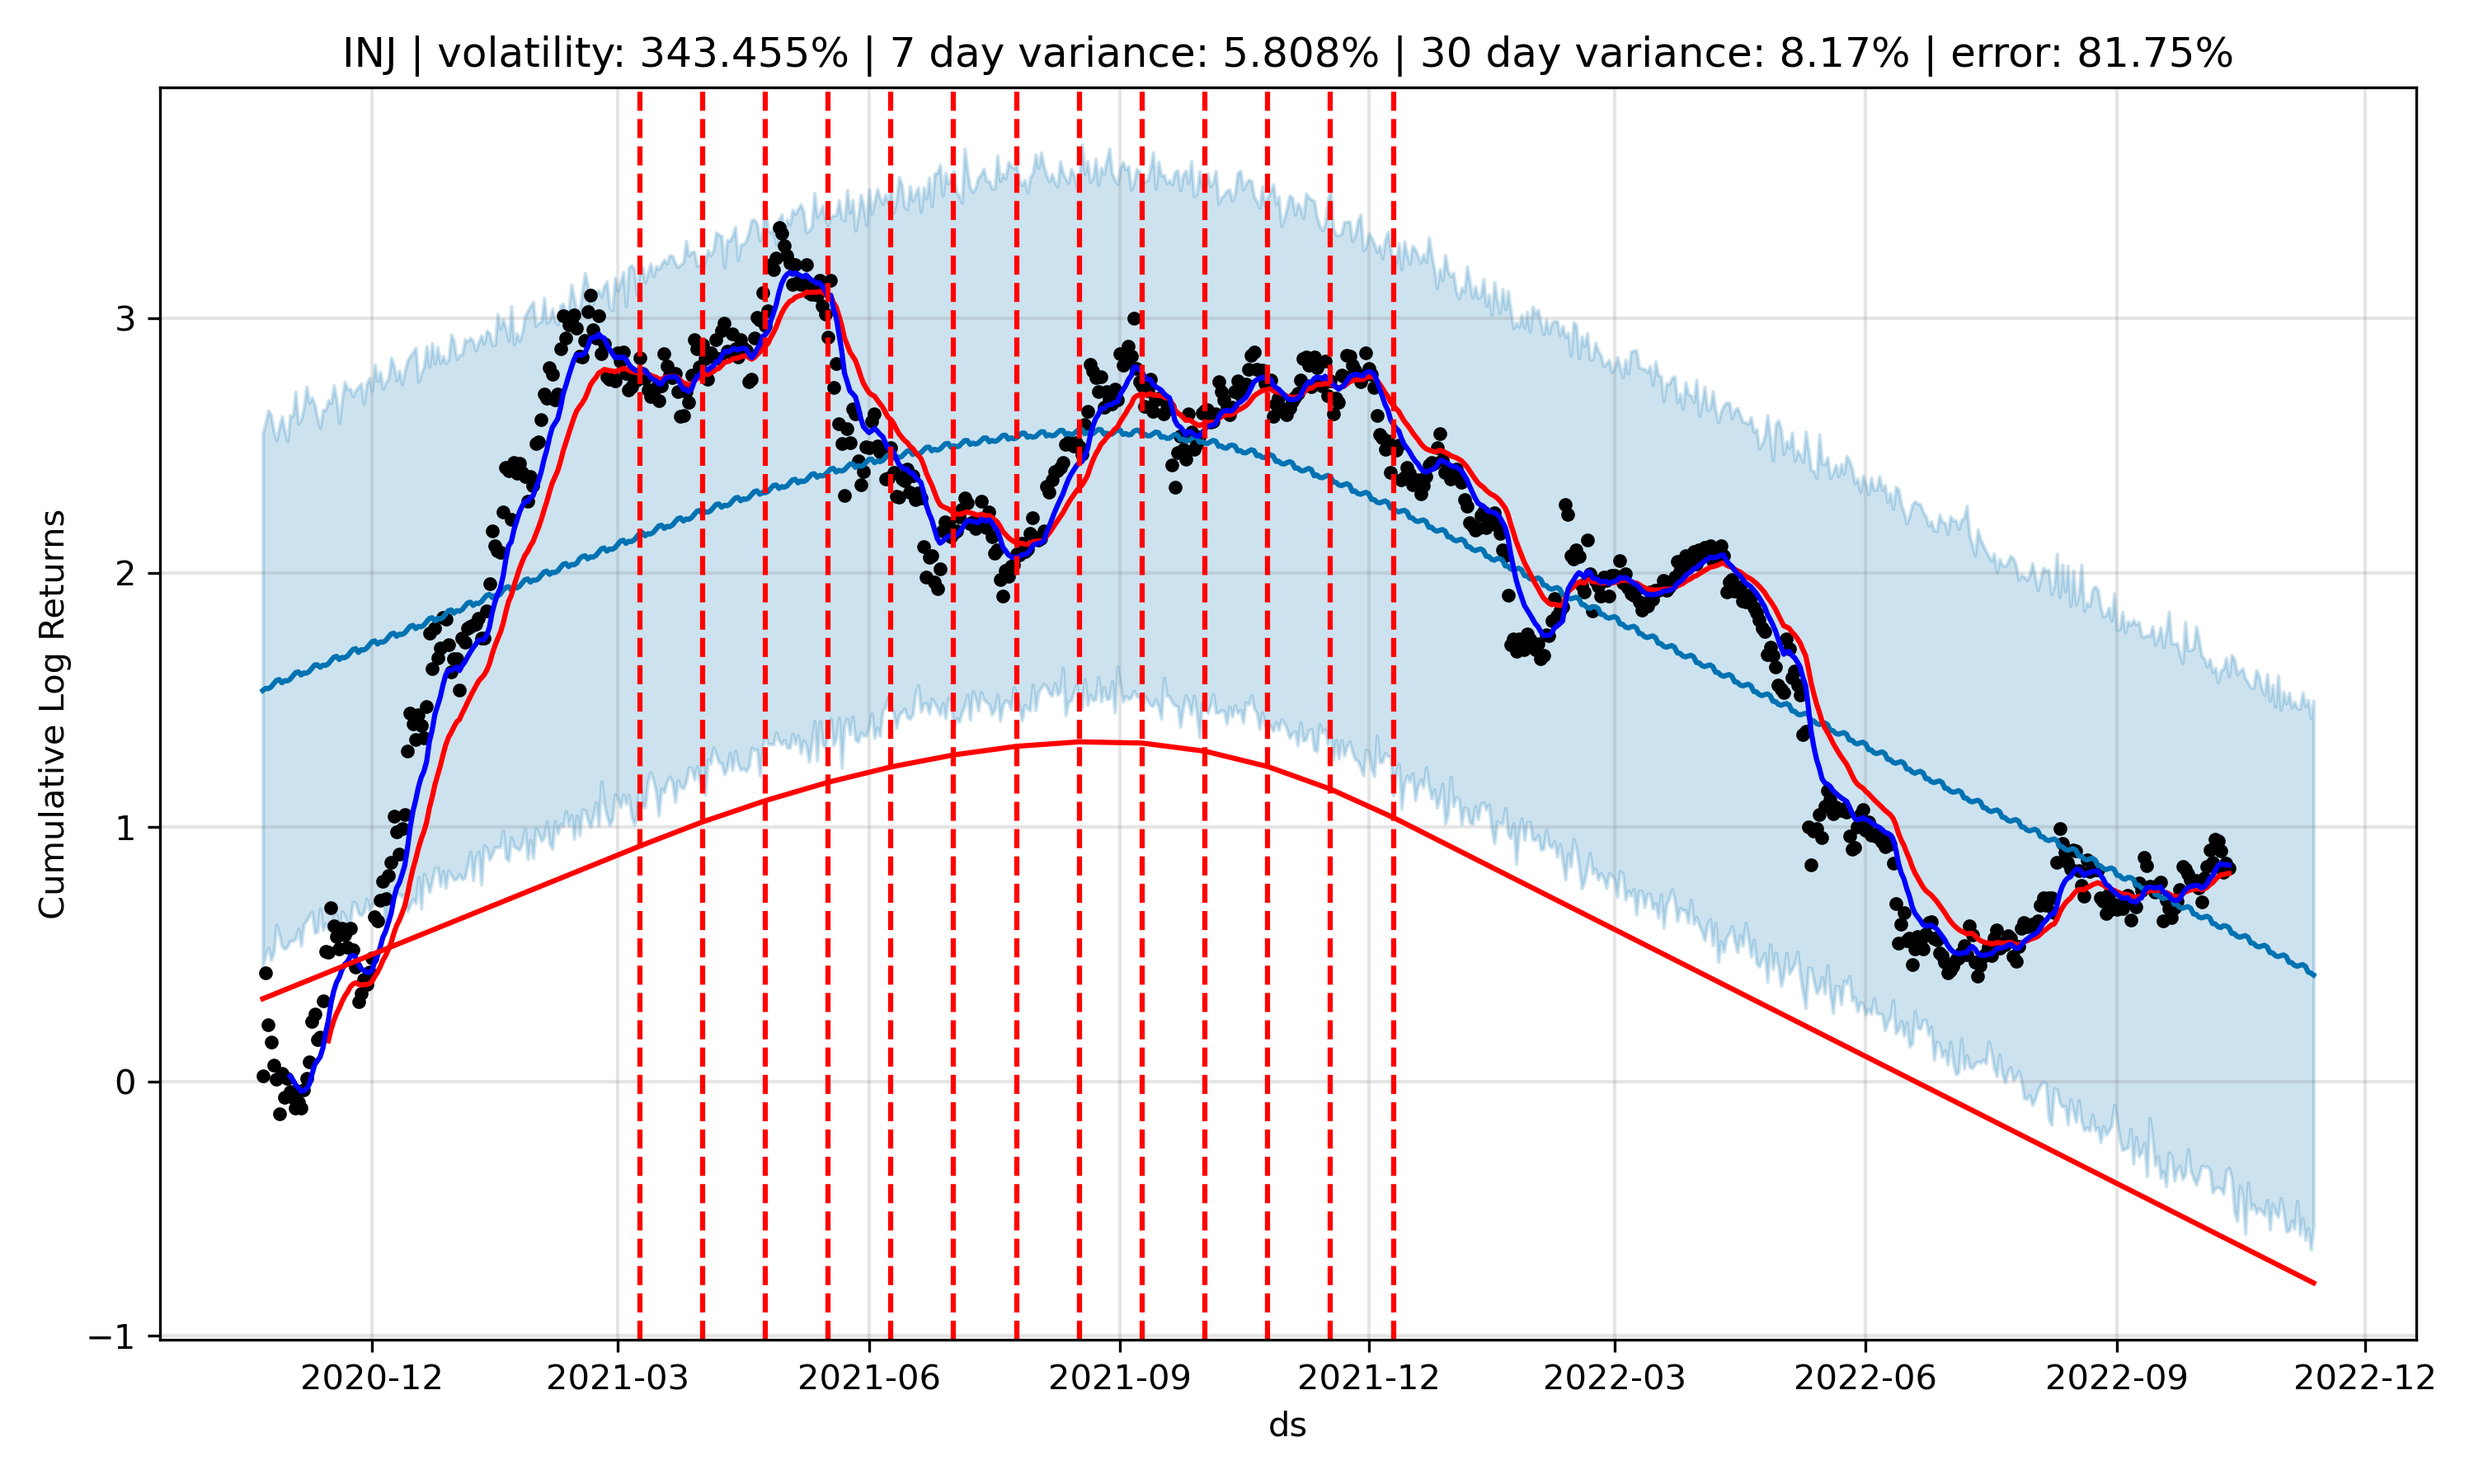 INJ | volatility: 343.455% | 7 day variance: 5.808% | 30 day variance: 8.17% | error: 81.75%
Cumulative Log Returns
3
2
1
0
−1
2020-12 2021-03 2021-06 2021-09 2021-12 2022-03 2022-06 2022-09 2022-12
ds